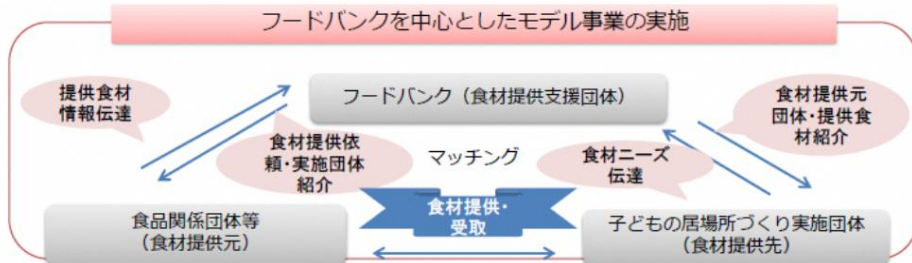 フードバンクを中心としたモデル事業の実施
提供食材
情報伝達
フードバンク（食材提供支援団体）
食材提供元
団体・提供食
材紹介
食材提供依
頼・実施団体
紹介
マッチング
食材ニーズ
伝達
食品関係団体等
（食材提供元）
食材提供・
受取
子どもの居場所づくり実施団体
（食材提供先）